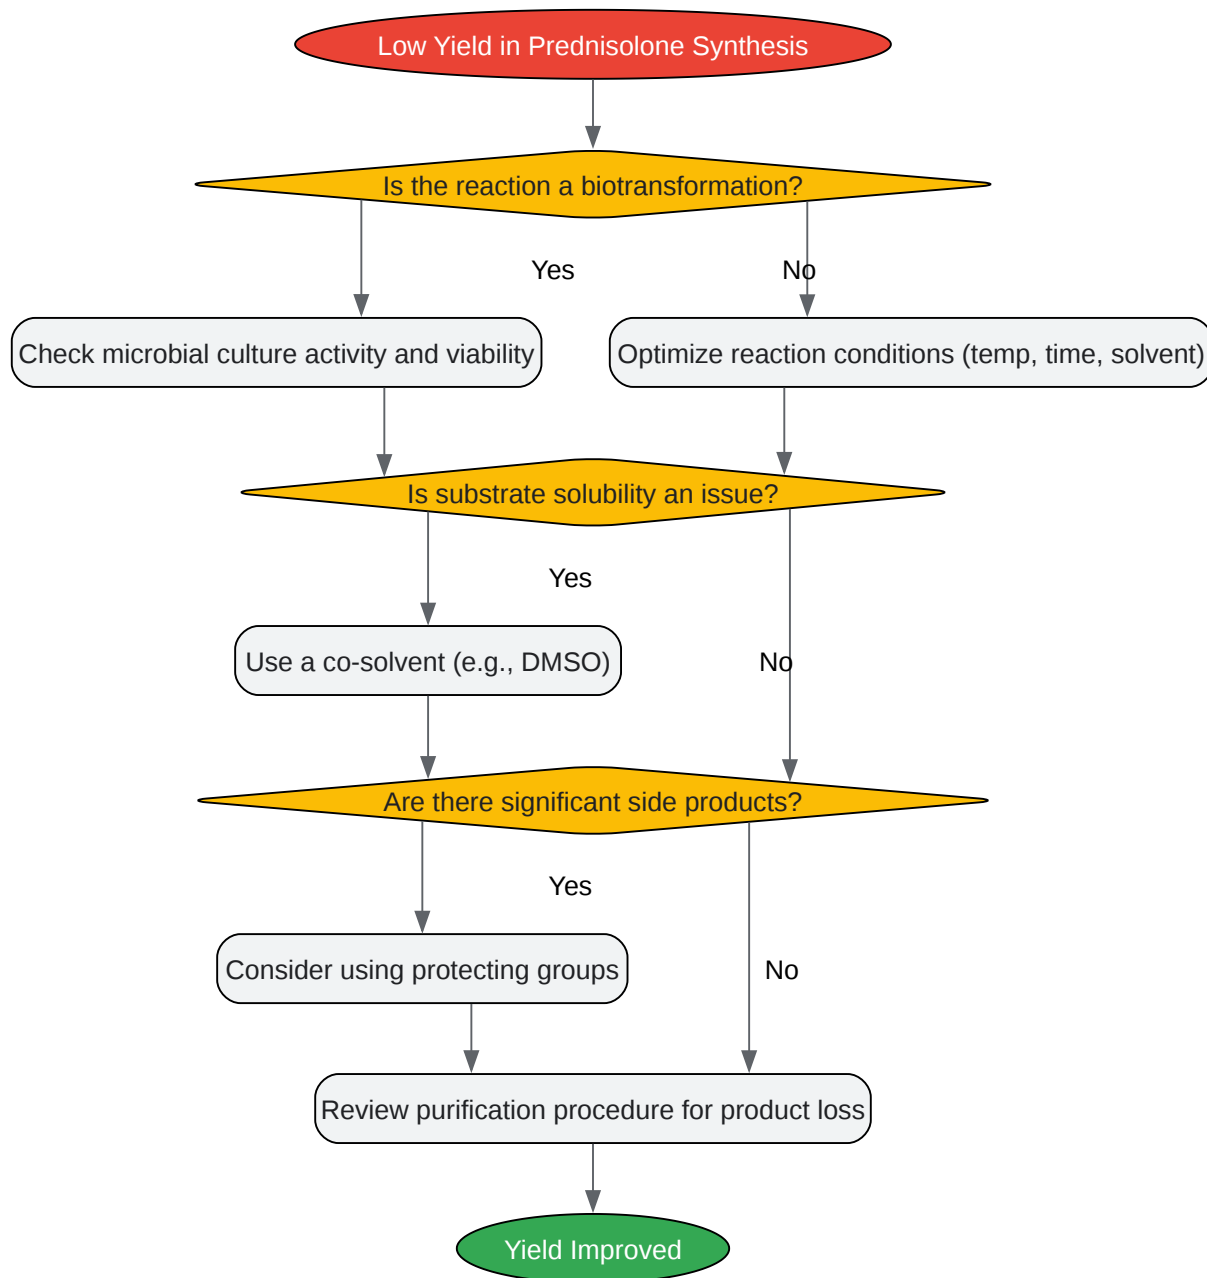 Low Yield in Prednisolone Synthesis
Is the reaction a biotransformation?
Yes
No
Check microbial culture activity and viability
Optimize reaction conditions (temp, time, solvent)
Is substrate solubility an issue?
Yes
Use a co-solvent (e.g., DMSO)
No
Are there significant side products?
Yes
Consider using protecting groups
No
Review purification procedure for product loss
Yield Improved